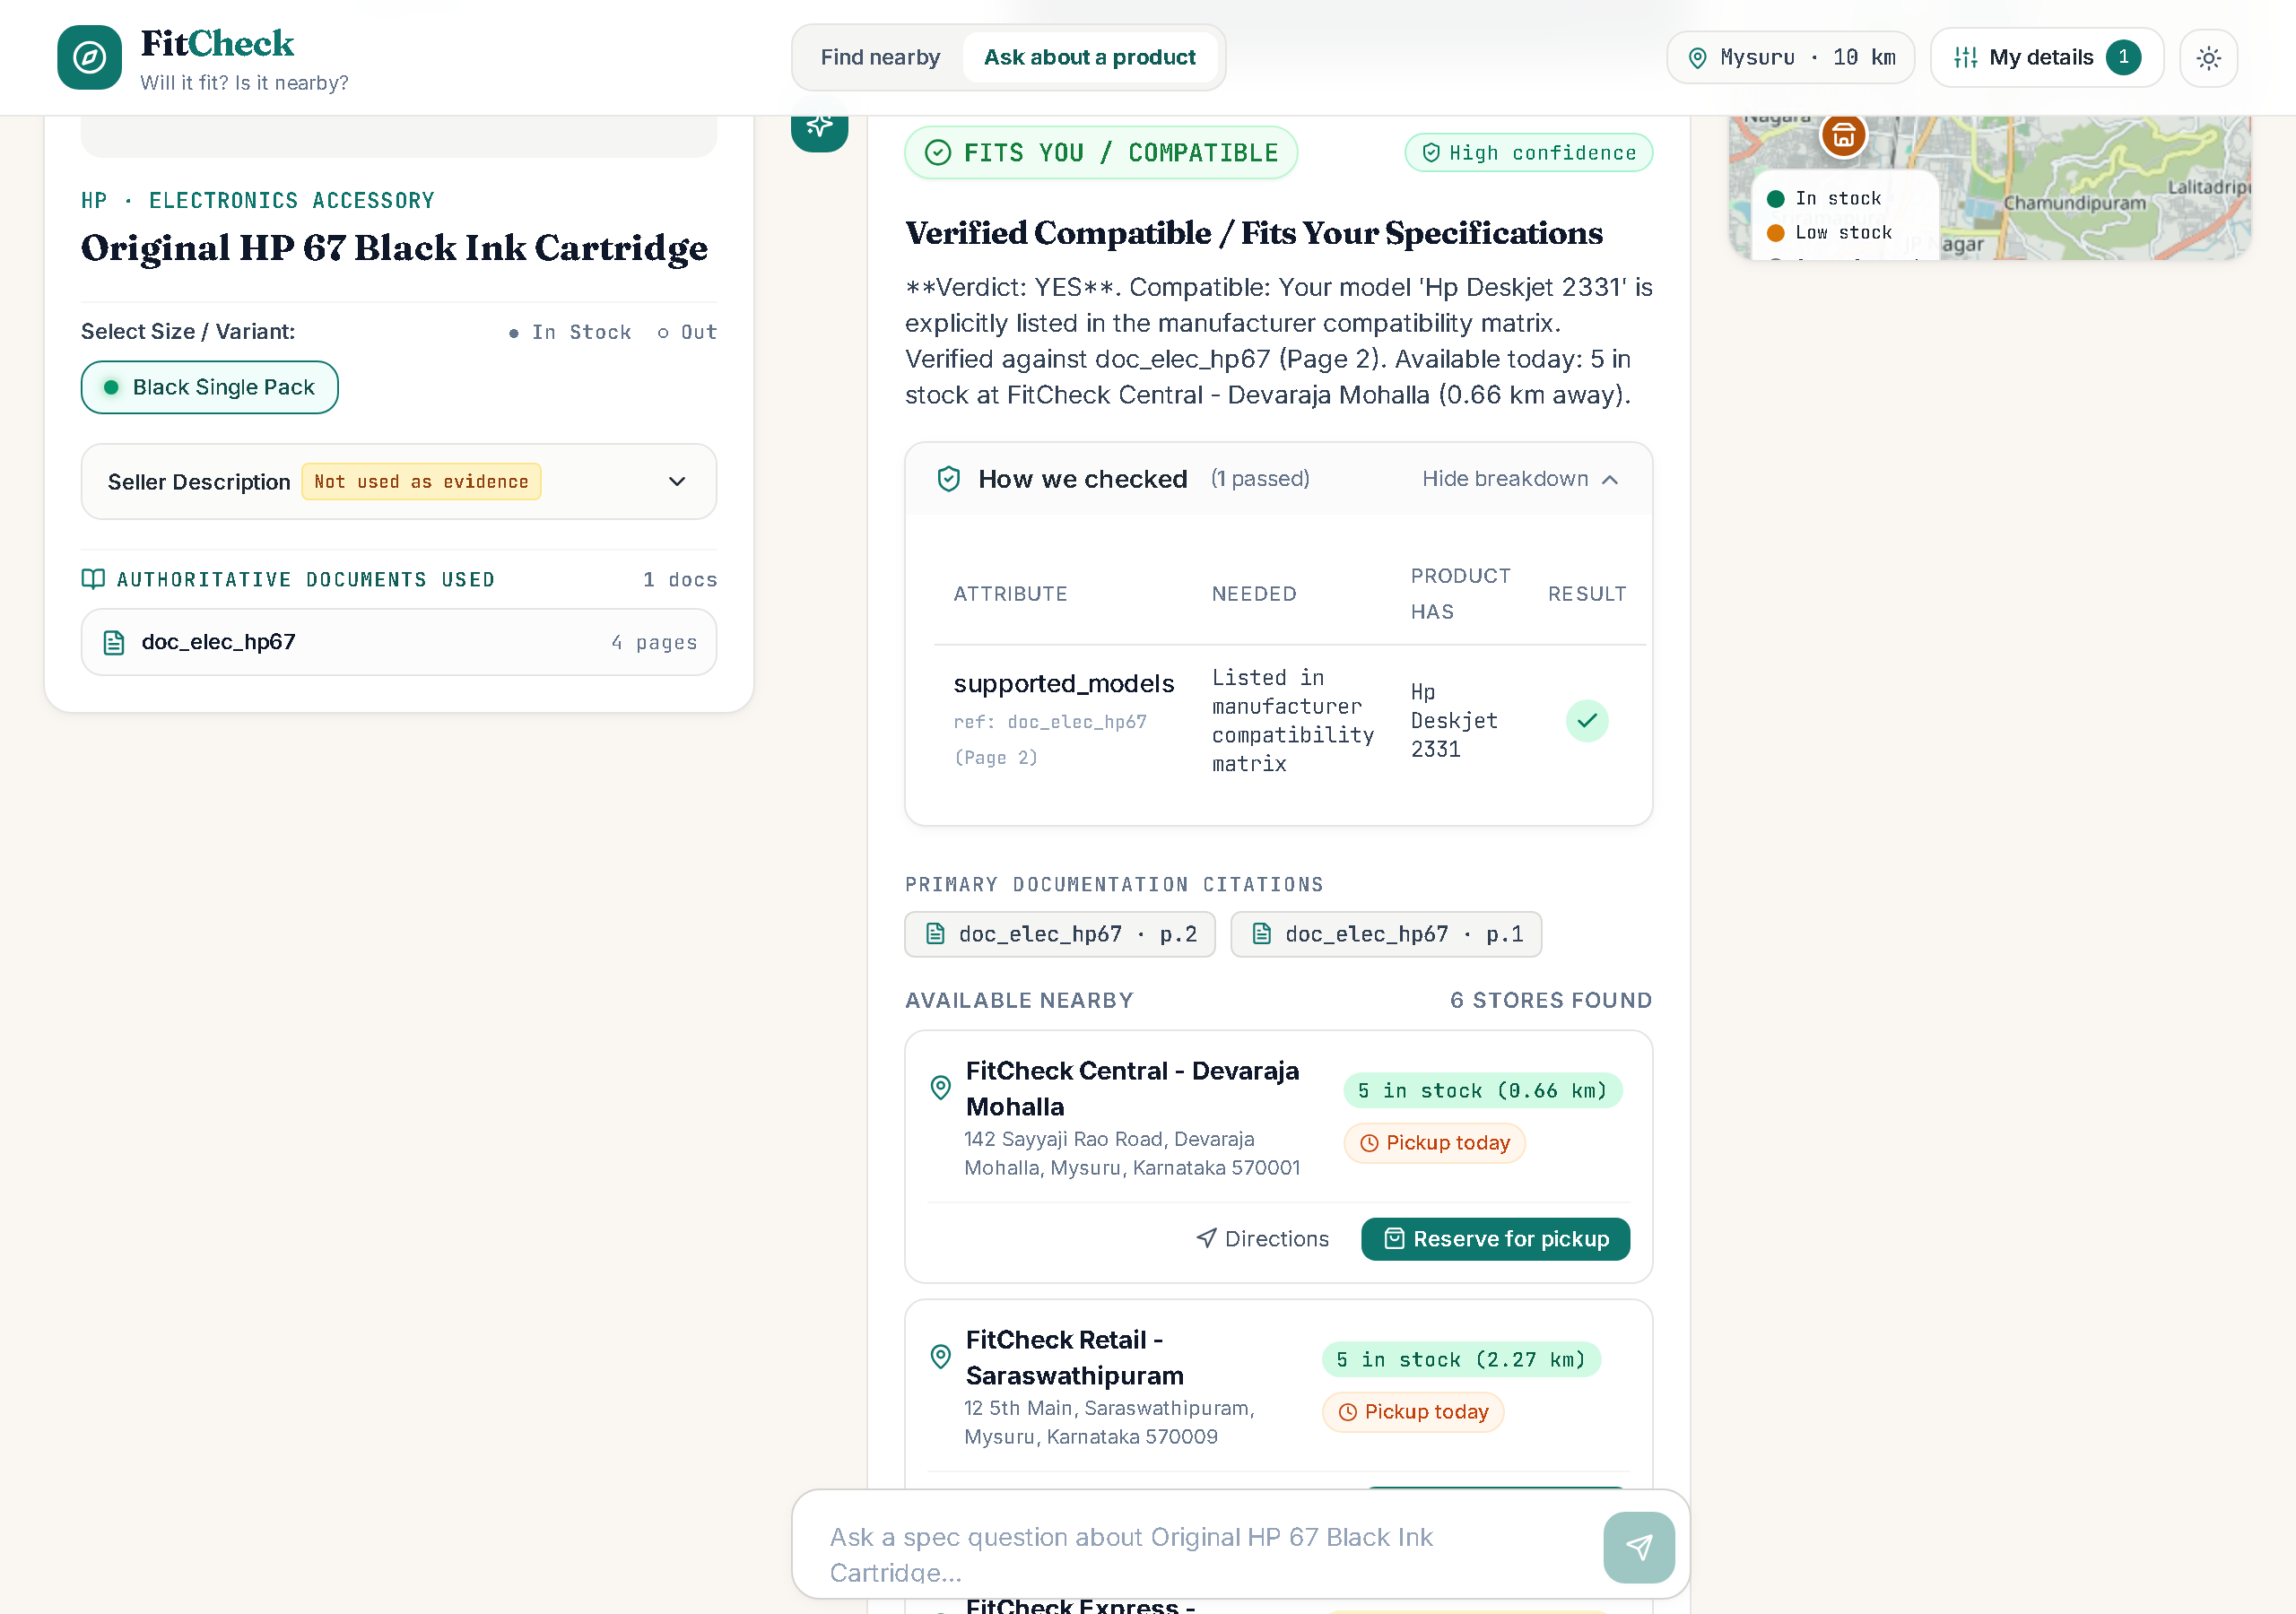 FitCheck
Will it fit? Is it nearby?
Find nearby
Ask about a product
Mysuru · 10 km
My details 1
HP · ELECTRONICS ACCESSORY
Original HP 67 Black Ink Cartridge
Select Size / Variant:
In Stock
Out
Black Single Pack
Seller Description
Not used as evidence
AUTHORITATIVE DOCUMENTS USED
1 docs
doc_elec_hp67
4 pages
FITS YOU / COMPATIBLE
High confidence
Verified Compatible / Fits Your Specifications
**Verdict: YES**. Compatible: Your model 'Hp Deskjet 2331' is
explicitly listed in the manufacturer compatibility matrix.
Verified against doc_elec_hp67 (Page 2). Available today: 5 in
stock at FitCheck Central - Devaraja Mohalla (0.66 km away).
How we checked (1 passed)
Hide breakdown
ATTRIBUTE
NEEDED
PRODUCT
HAS
RESULT
supported_models
ref: doc_elec_hp67
(Page 2)
Listed in
manufacturer
compatibility
matrix
Hp
Deskjet
2331
PRIMARY DOCUMENTATION CITATIONS
doc_elec_hp67 · p.2
doc_elec_hp67 · p.1
AVAILABLE NEARBY
6 STORES FOUND
FitCheck Central - Devaraja
Mohalla
142 Sayyaji Rao Road, Devaraja
Mohalla, Mysuru, Karnataka 570001
5 in stock (0.66 km)
Pickup today
Directions
Reserve for pickup
FitCheck Retail -
Saraswathipuram
12 5th Main, Saraswathipuram,
Mysuru, Karnataka 570009
5 in stock (2.27 km)
Pickup today
Ask a spec question about Original HP 67 Black Ink
Cartridge...
FitCheck Express -
Nagara
In stock
Low stock
Chamundipuram
JP Nagar